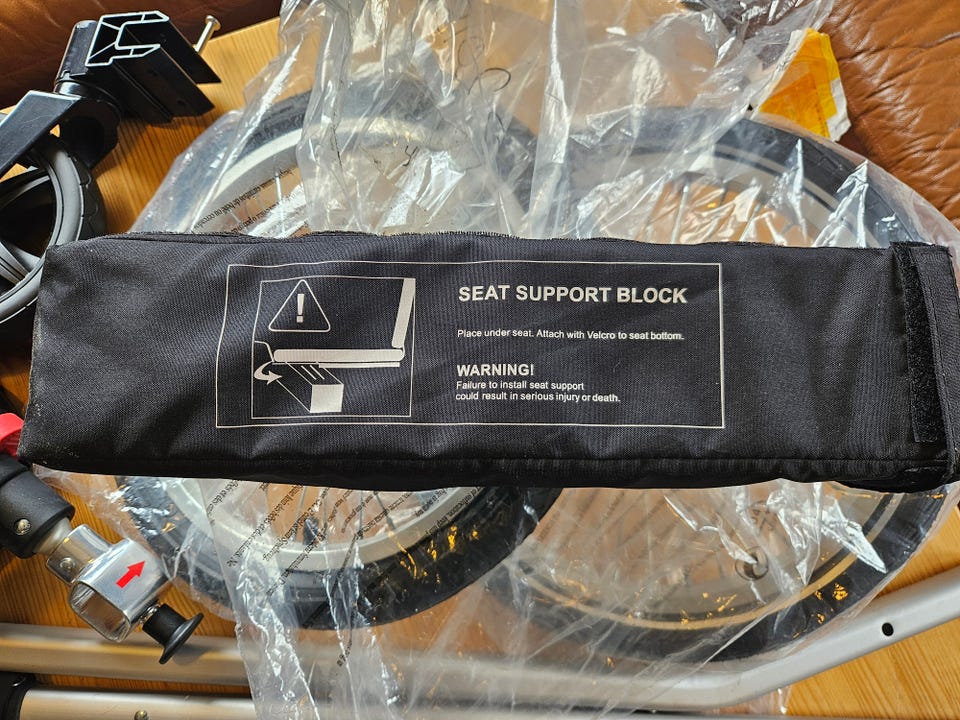 !
SEAT SUPPORT BLOCK
Place under seat. Attach with Velcro to seat bottom.
WARNING!
Failure to install seat support
could result in serious injury or death.